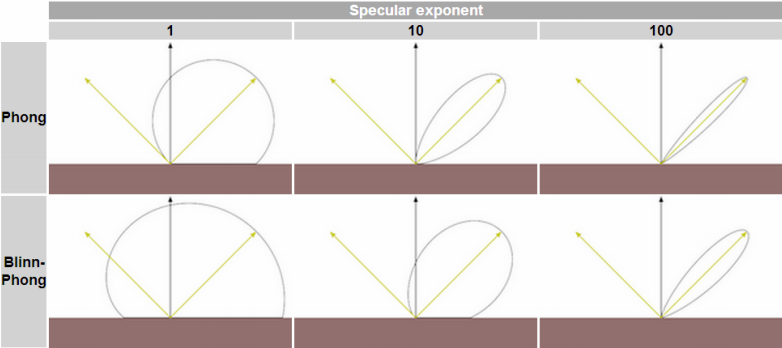 Specular exponent
1 10 100
Phong
Blinn-
Phong